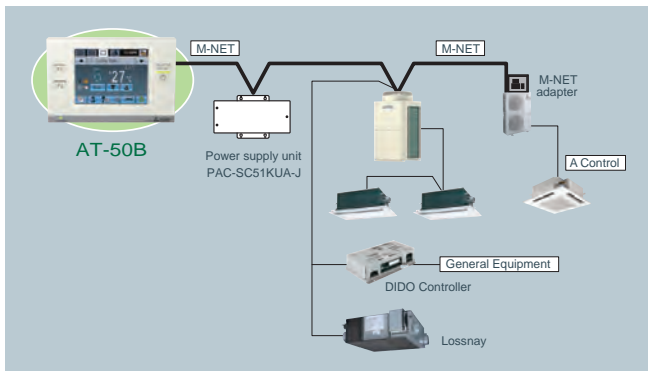 M-NET
M-NET
M-NET
adapter
AT-50B
Power supply unit
PAC-SC51KUA-J
A Control
General Equipment
DIDO Controller
Lossnay